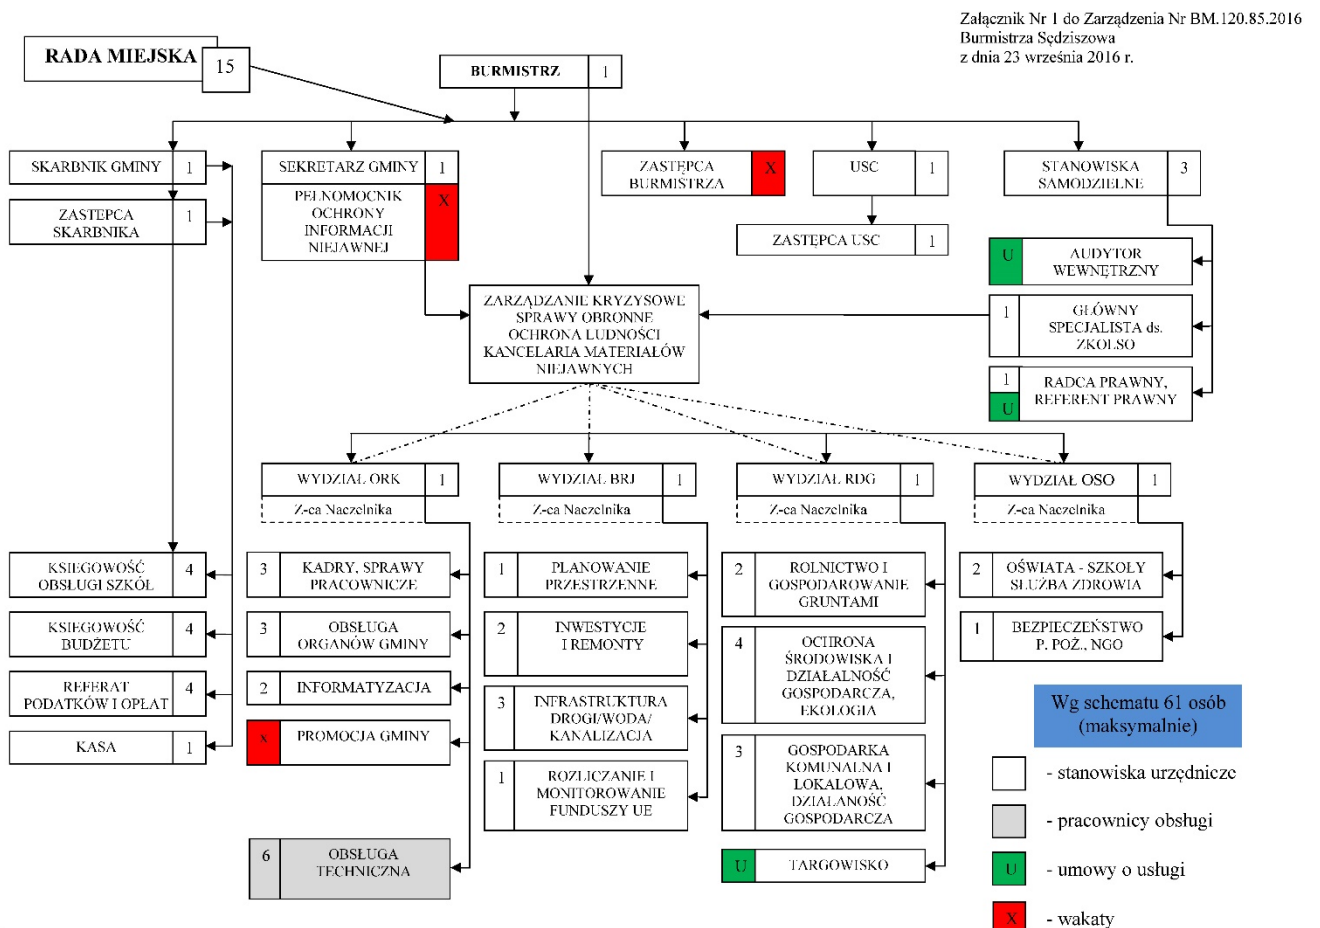 Załącznik Nr 1 do Zarządzenia Nr BM.120.85.2016
Burmistrza Sędziszowa
z dnia 23 września 2016 r.
RADA MIEJSKA
15
BURMISTRZ
1
SKARBNIK GMINY
1
SEKRETARZ GMINY
1
ZASTĘPCA
BURMISTRZA
X
USC
1
STANOWISKA
SAMODZIELNE
3
PEŁNOMOCNIK
OCHRONY
INFORMACJI
NIEJAWNEJ
X
ZASTEPCA
SKARBNIKA
1
ZASTĘPCA USC
1
U
AUDYTOR
WEWNĘTRZNY
ZARZĄDZANIE KRYZYSOWE
SPRAWY OBRONNE
OCHRONA LUDNOŚCI
KANCELARIA MATERIAŁÓW
NIEJAWNYCH
1
GŁÓWNY
SPECJALISTA ds.
ZKOLSO
1
U
RADCA PRAWNY,
REFERENT PRAWNY
WYDZIAŁ ORK
1
Z-ca Naczelnika
WYDZIAŁ BRJ
1
Z-ca Naczelnika
WYDZIAŁ RDG
1
Z-ca Naczelnika
WYDZIAŁ OSO
1
Z-ca Naczelnika
KSIEGOWOŚĆ
OBSŁUGI SZKÓŁ
4
KSIEGOWOŚĆ
BUDŻETU
4
REFERAT
PODATKÓW I OPŁAT
4
KASA
1
3
KADRY, SPRAWY
PRACOWNICZE
3
OBSŁUGA
ORGANÓW GMINY
2
INFORMATYZACJA
x
PROMOCJA GMINY
6
OBSŁUGA
TECHNICZNA
1
PLANOWANIE
PRZESTRZENNE
2
INWESTYCJE
I REMONTY
3
INFRASTRUKTURA
DROGI/WODA/
KANALIZACJA
1
ROZLICZANIE I
MONITOROWANIE
FUNDUSZY UE
2
ROLNICTWO I
GOSPODAROWANIE
GRUNTAMI
4
OCHRONA
ŚRODOWISKA I
DZIAŁALNOŚĆ
GOSPODARCZA,
EKOLOGIA
3
GOSPODARKA
KOMUNALNA I
LOKALOWA,
DZIAŁANOŚĆ
GOSPODARCZA
U
TARGOWISKO
2
OŚWIATA - SZKOŁY
SŁUŻBA ZDROWIA
1
BEZPIECZEŃSTWO
P. POŻ., NGO
Wg schematu 61 osób
(maksymalnie)
- stanowiska urzędnicze
- pracownicy obsługi
U
- umowy o usługi
X
- wakaty